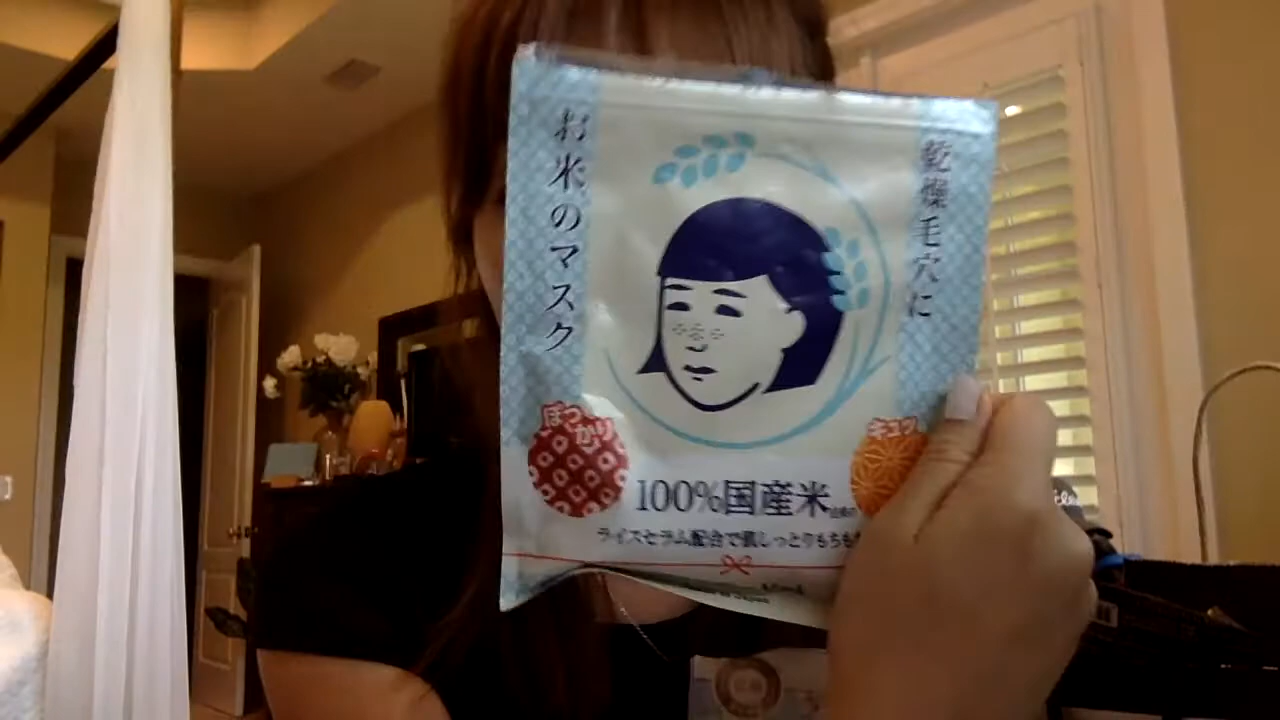 乾燥毛穴に
お米のマスク
ぽっかり
キュッ
100%国産米
ライスセラム配合で肌しっとりもちも